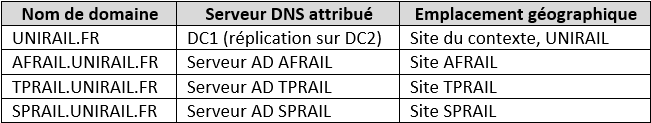 Nom de domaine Serveur DNS attribué Emplacement géographique
UNIRAIL.FR DC1 (réplication sur DC2) Site du contexte, UNIRAIL
AFRAIL.UNIRAIL.FR Serveur AD AFRAIL Site AFRAIL
TPRAIL.UNIRAIL.FR Serveur AD TPRAIL Site TPRAIL
SPRAIL.UNIRAIL.FR Serveur AD SPRAIL Site SPRAIL